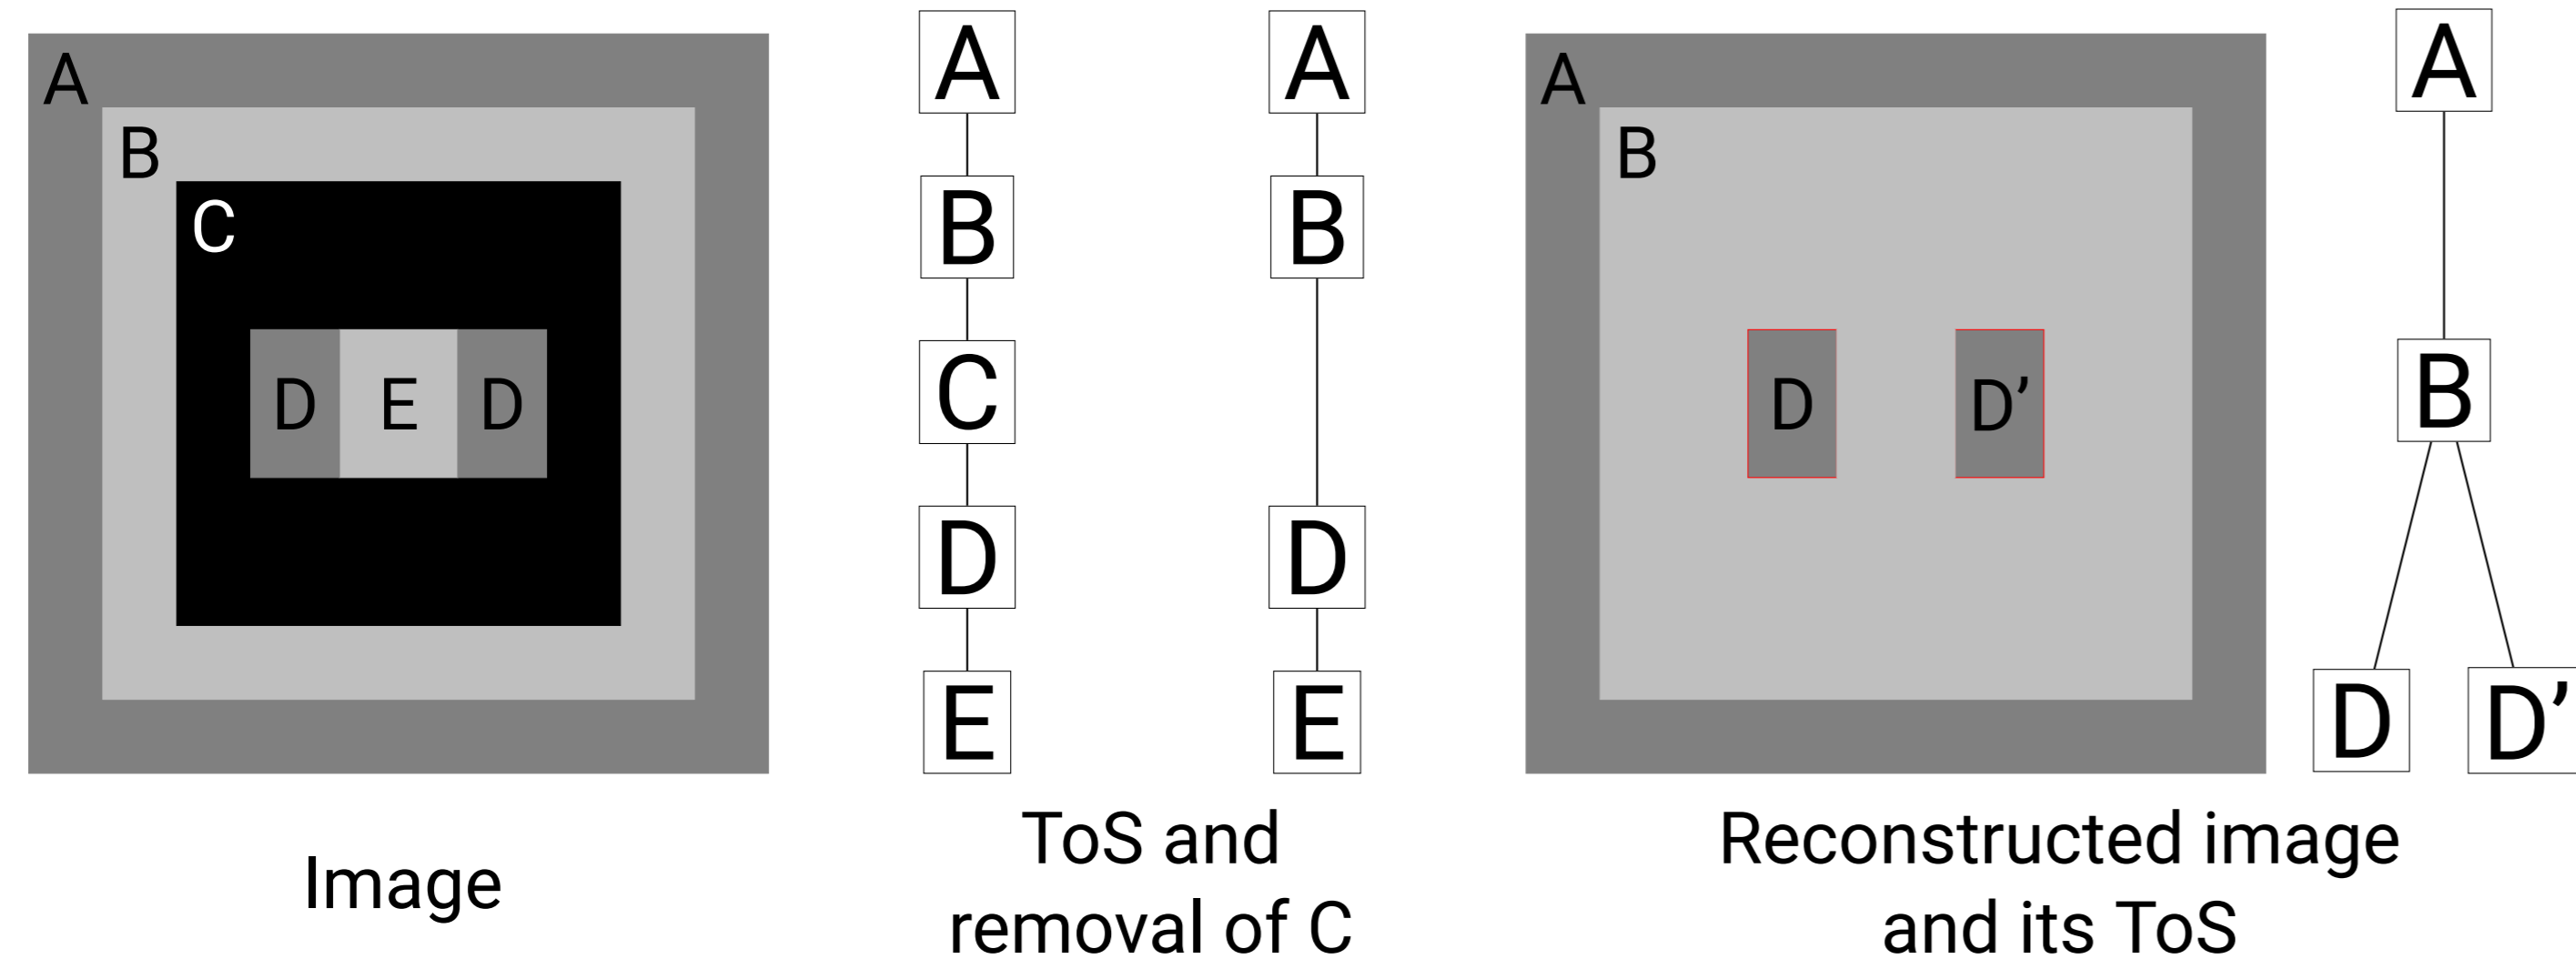 A
B
C
D E D
Image
A
B
C
D
E
A
B
D
E
ToS and
removal of C
A
B
D D’
A
B
D D’
Reconstructed image
and its ToS